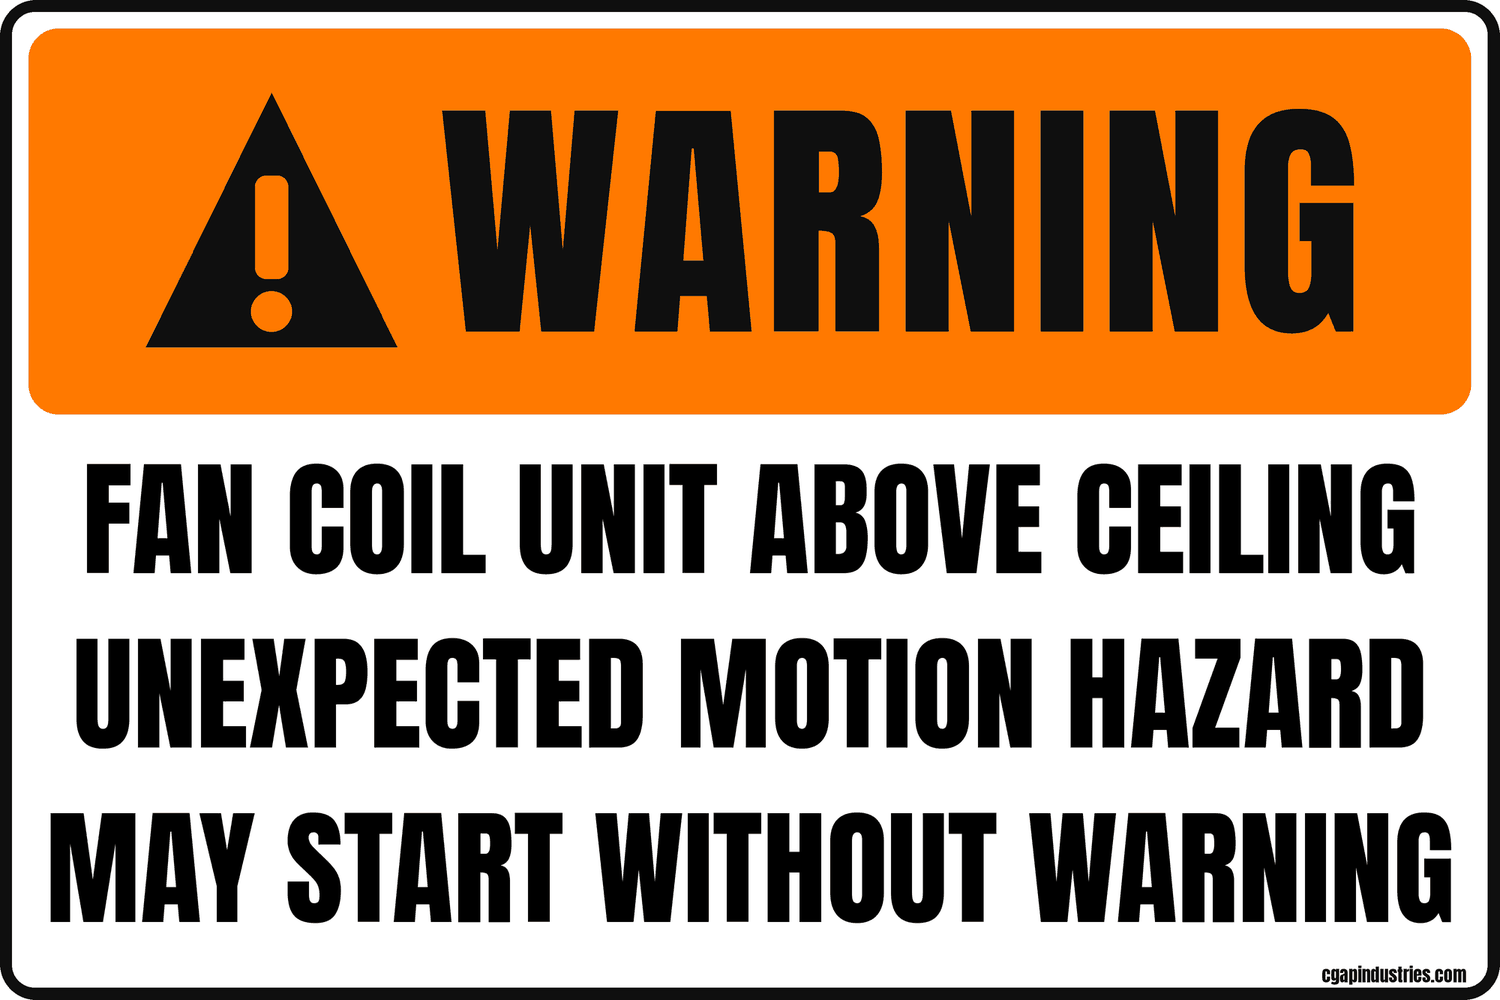 WARNING
FAN COIL UNIT ABOVE CEILING
UNEXPECTED MOTION HAZARD
MAY START WITHOUT WARNING
cgapindustries.com